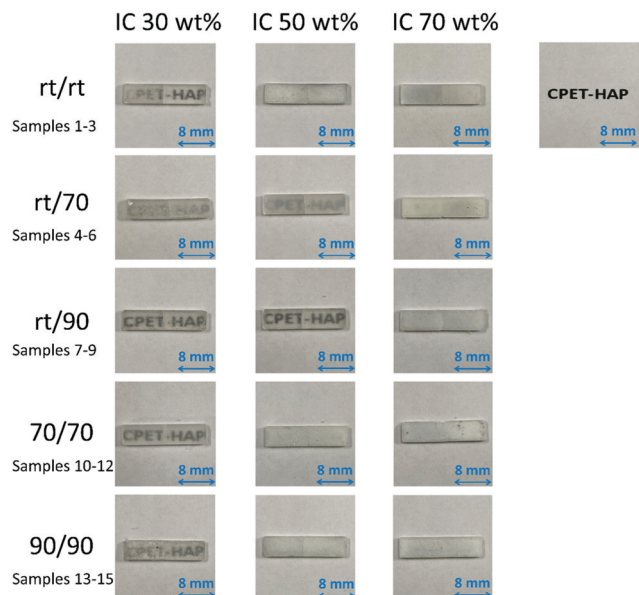 IC 30 wt% IC 50 wt% IC 70 wt%
rt/rt
Samples 1-3
CPET-HAP
8 mm 8 mm 8 mm
CPET-HAP
8 mm
rt/70
Samples 4-6
CPET-HAP CPET-HAP
8 mm 8 mm 8 mm
rt/90
Samples 7-9
CPET-HAP CPET-HAP
8 mm 8 mm 8 mm
70/70
Samples 10-12
CPET-HAP
8 mm 8 mm 8 mm
90/90
Samples 13-15
CPET-HAP
8 mm 8 mm 8 mm